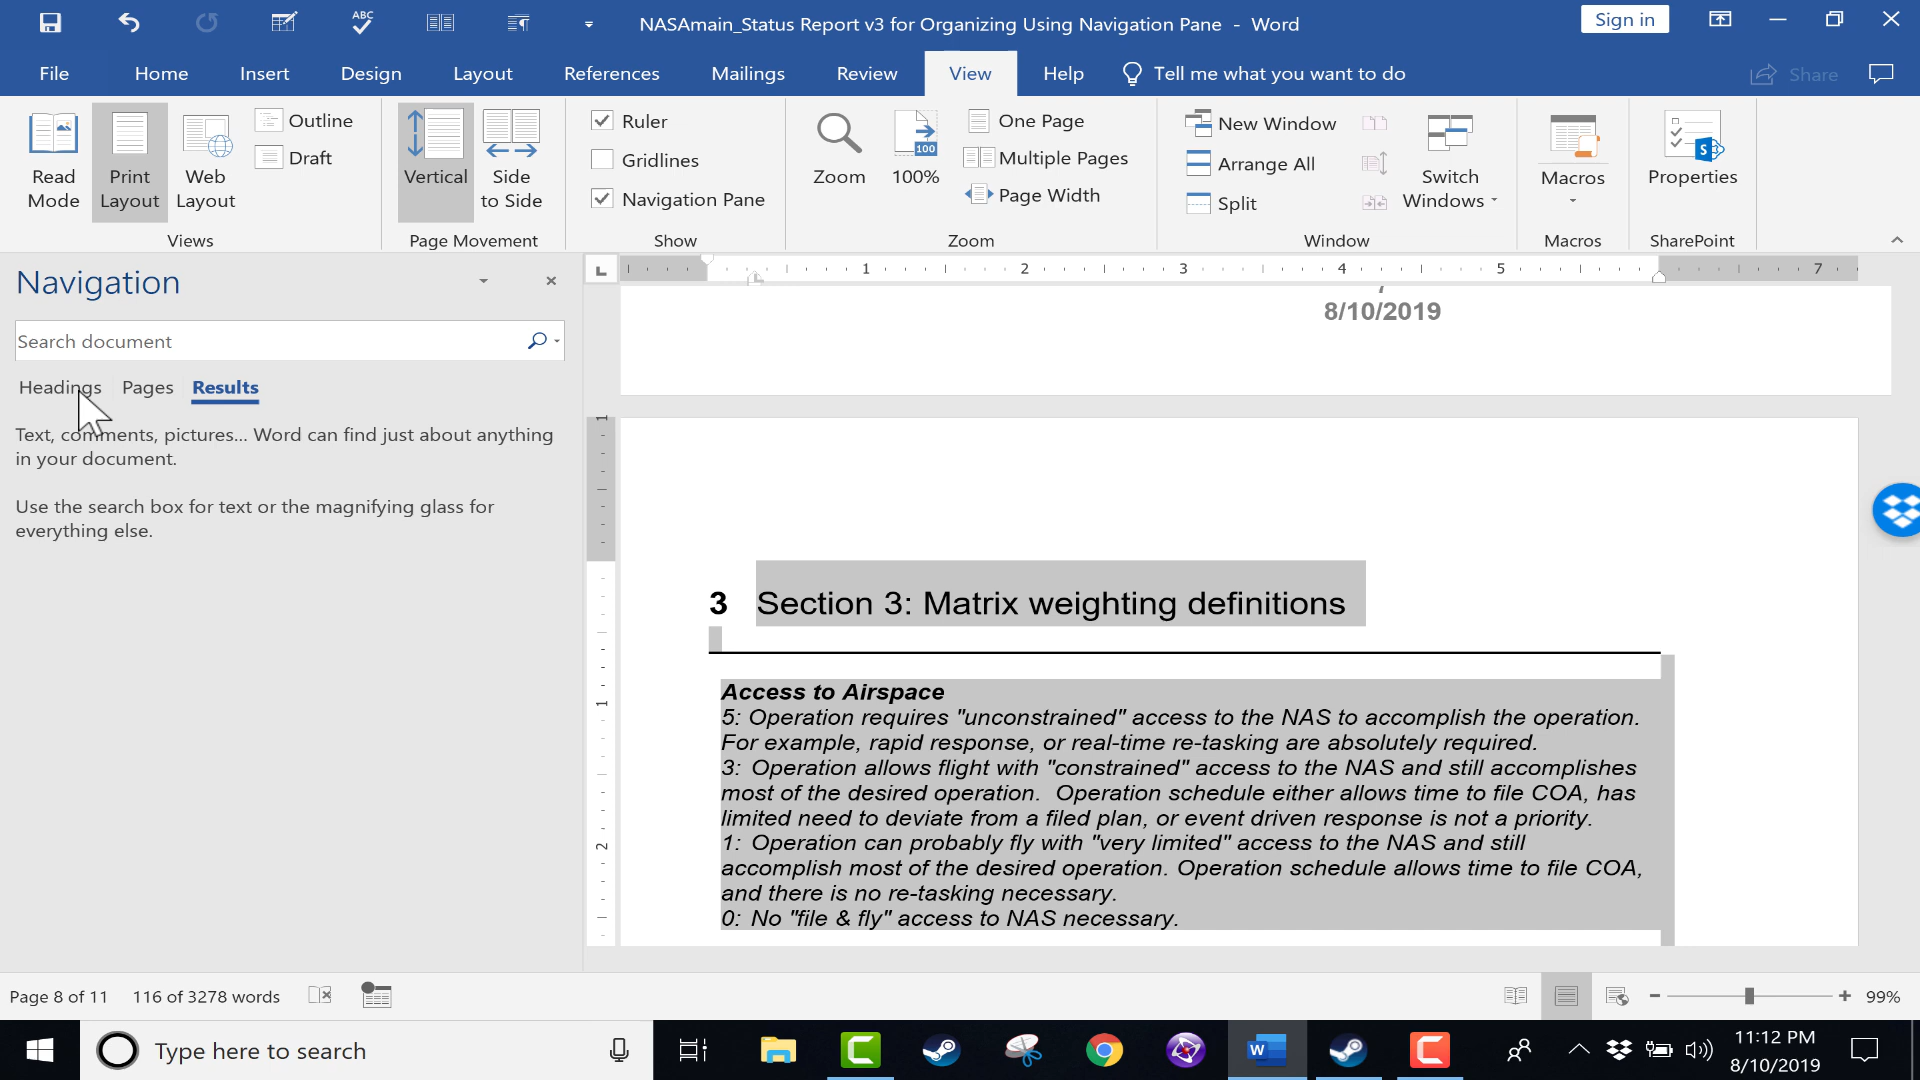 ABC
NASAmain_Status Report v3 for Organizing Using Navigation Pane - Word
Sign in
File Home Insert Design Layout References Mailings Review View Help Tell me what you want to do
Share
Read Mode
Print Layout
Web Layout
Outline
Draft
Views
Vertical
Side to Side
Page Movement
Ruler
Gridlines
Navigation Pane
Show
Zoom
100
100%
One Page
Multiple Pages
Page Width
Zoom
New Window
Arrange All
Split
Switch Windows
Window
Macros
Macros
S
Properties
SharePoint
Navigation
Search document
Headings Pages Results
Text, comments, pictures... Word can find just about anything
in your document.
Use the search box for text or the magnifying glass for
everything else.
L
1 2 3 4 5 7
8/10/2019
1
1
2
3 Section 3: Matrix weighting definitions
Access to Airspace
5: Operation requires "unconstrained" access to the NAS to accomplish the operation.
For example, rapid response, or real-time re-tasking are absolutely required.
3: Operation allows flight with "constrained" access to the NAS and still accomplishes
most of the desired operation. Operation schedule either allows time to file COA, has
limited need to deviate from a filed plan, or event driven response is not a priority.
1: Operation can probably fly with "very limited" access to the NAS and still
accomplish most of the desired operation. Operation schedule allows time to file COA,
and there is no re-tasking necessary.
0: No "file & fly" access to NAS necessary.
Page 8 of 11 116 of 3278 words
99%
Type here to search
W
11:12 PM
8/10/2019